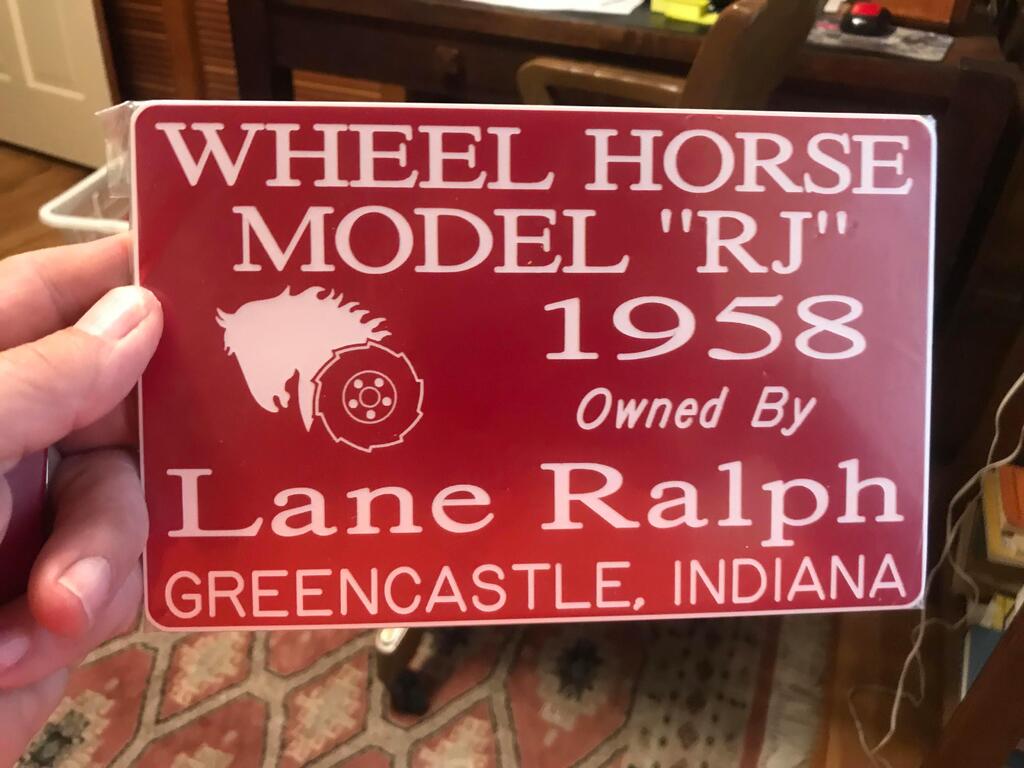 WHEEL HORSE
MODEL "RJ"
1958
Owned By
Lane Ralph
GREENCASTLE, INDIANA